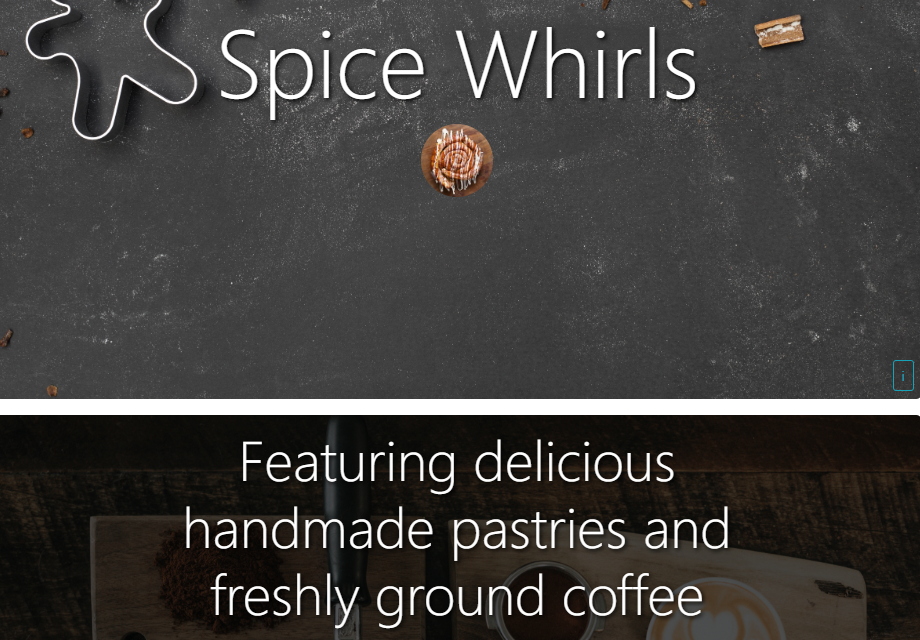 Spice Whirls
i
Featuring delicious
handmade pastries and
freshly ground coffee